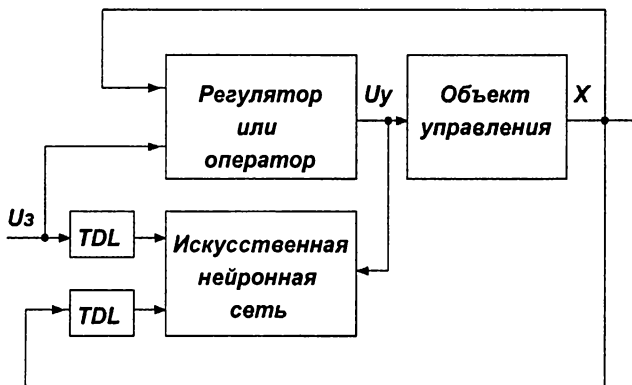 Регулятор
или
оператор
Uу
Объект
управления
X
Uз
TDL
Искусственная
нейронная
сеть
TDL